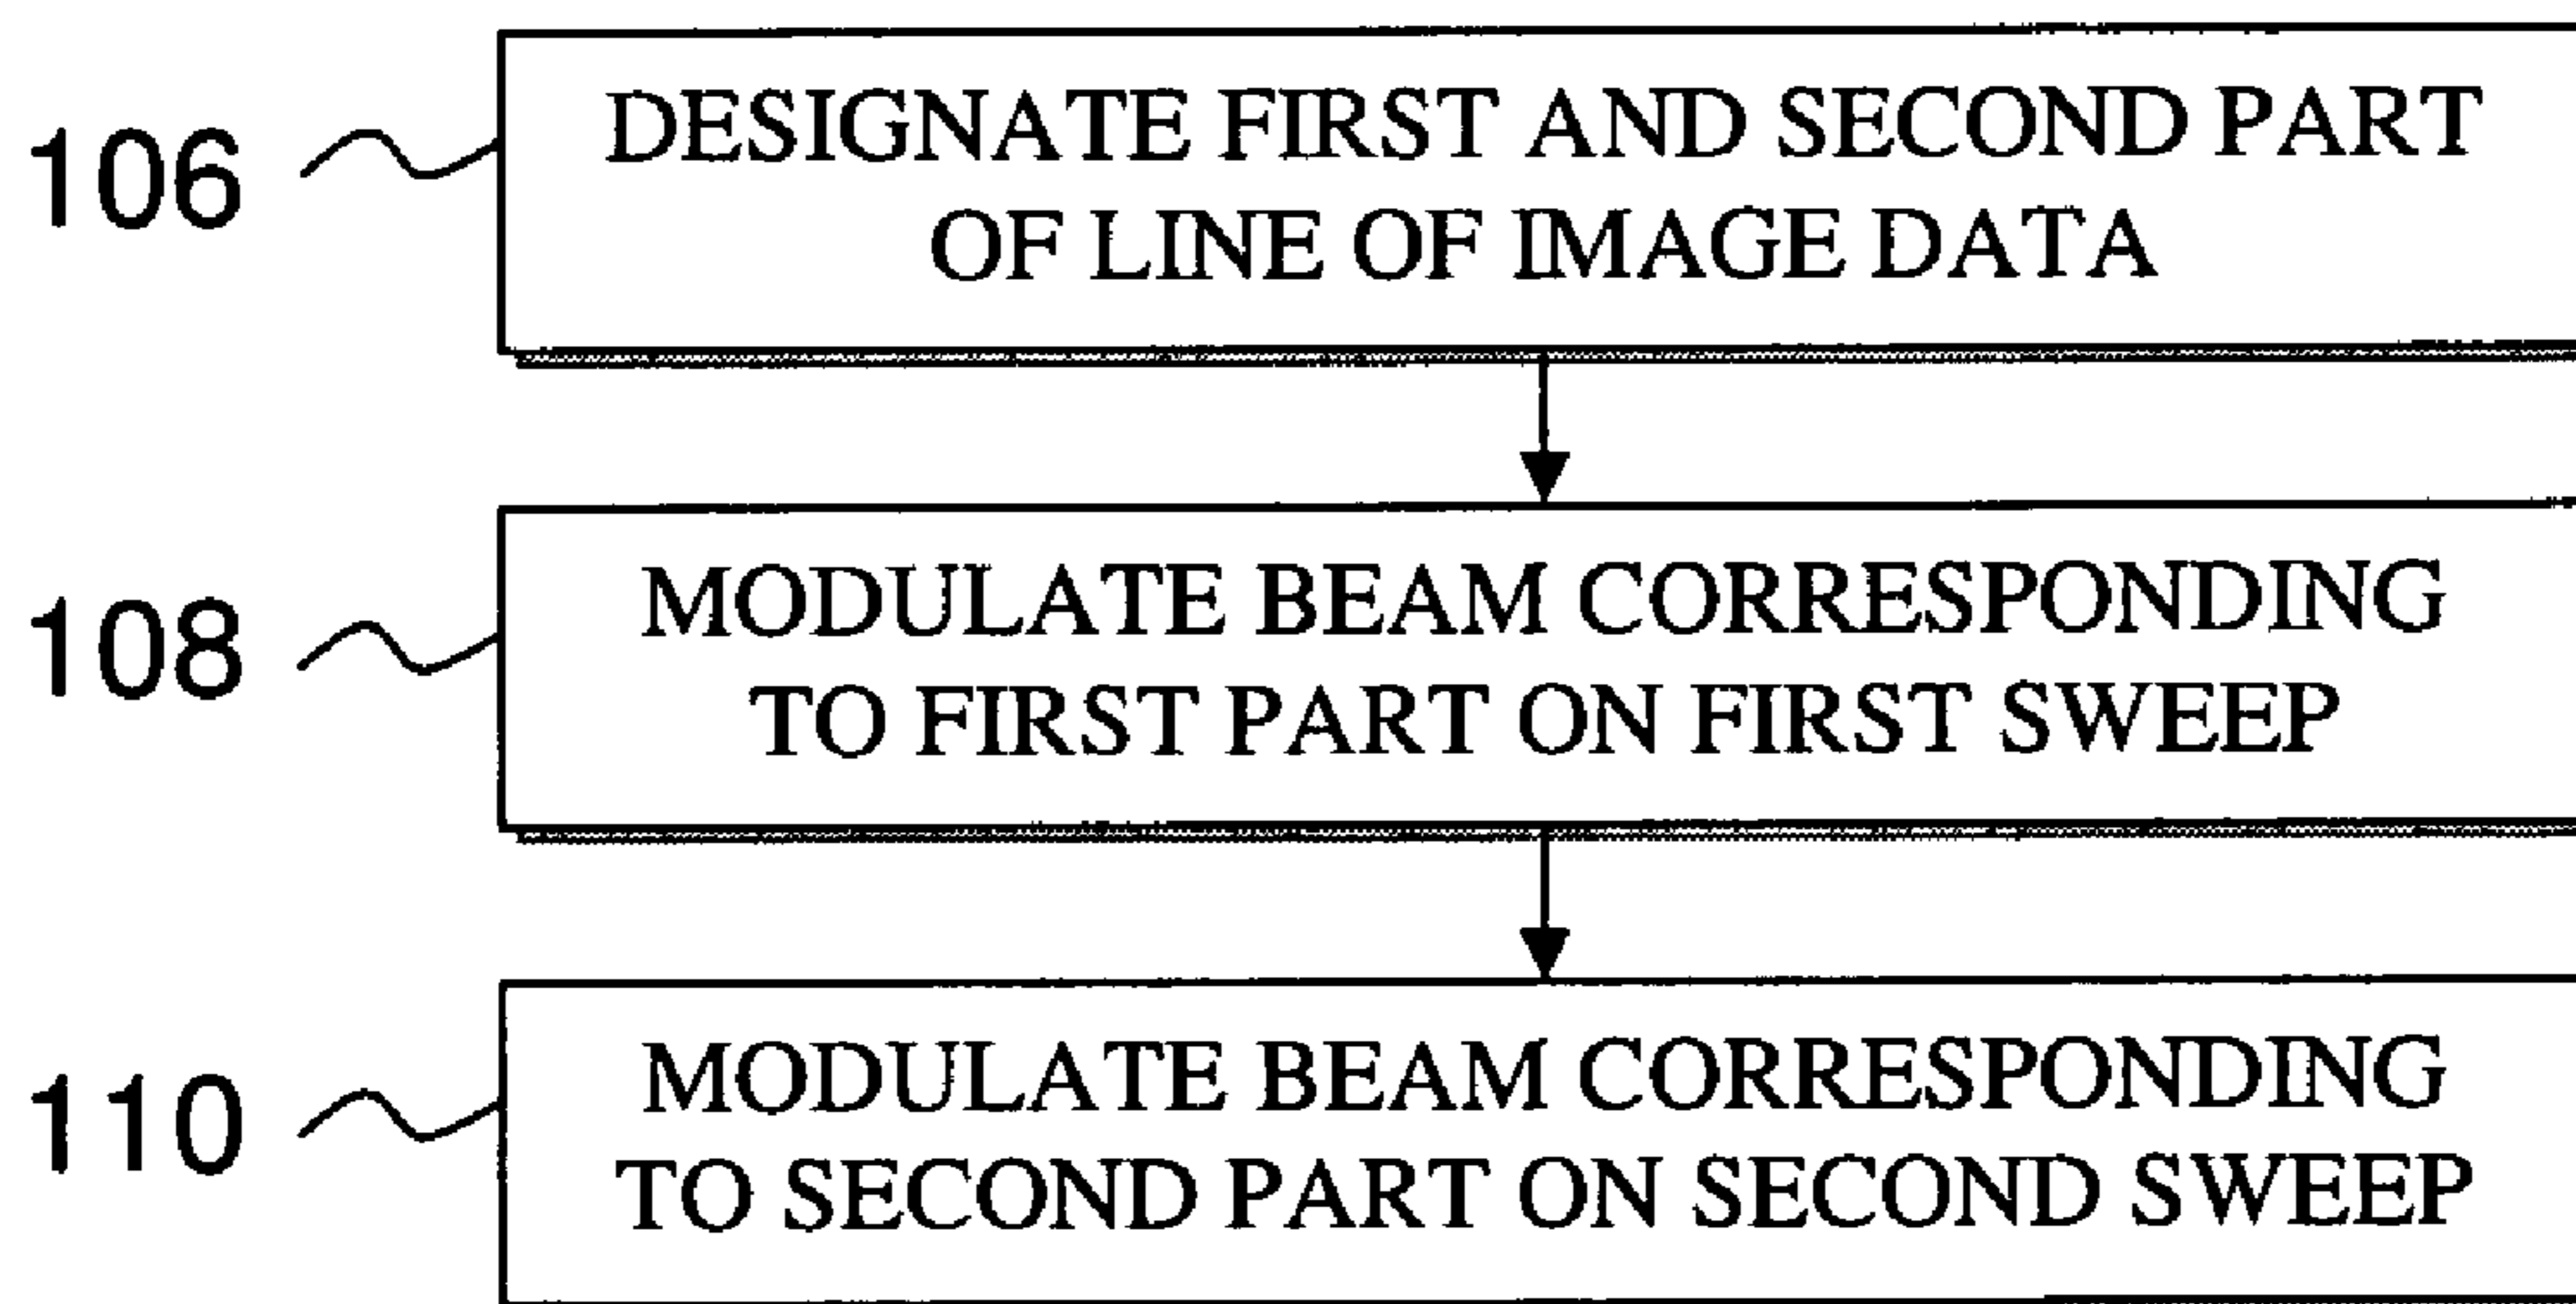 106
DESIGNATE FIRST AND SECOND PART
OF LINE OF IMAGE DATA
108
MODULATE BEAM CORRESPONDING
TO FIRST PART ON FIRST SWEEP
110
MODULATE BEAM CORRESPONDING
TO SECOND PART ON SECOND SWEEP